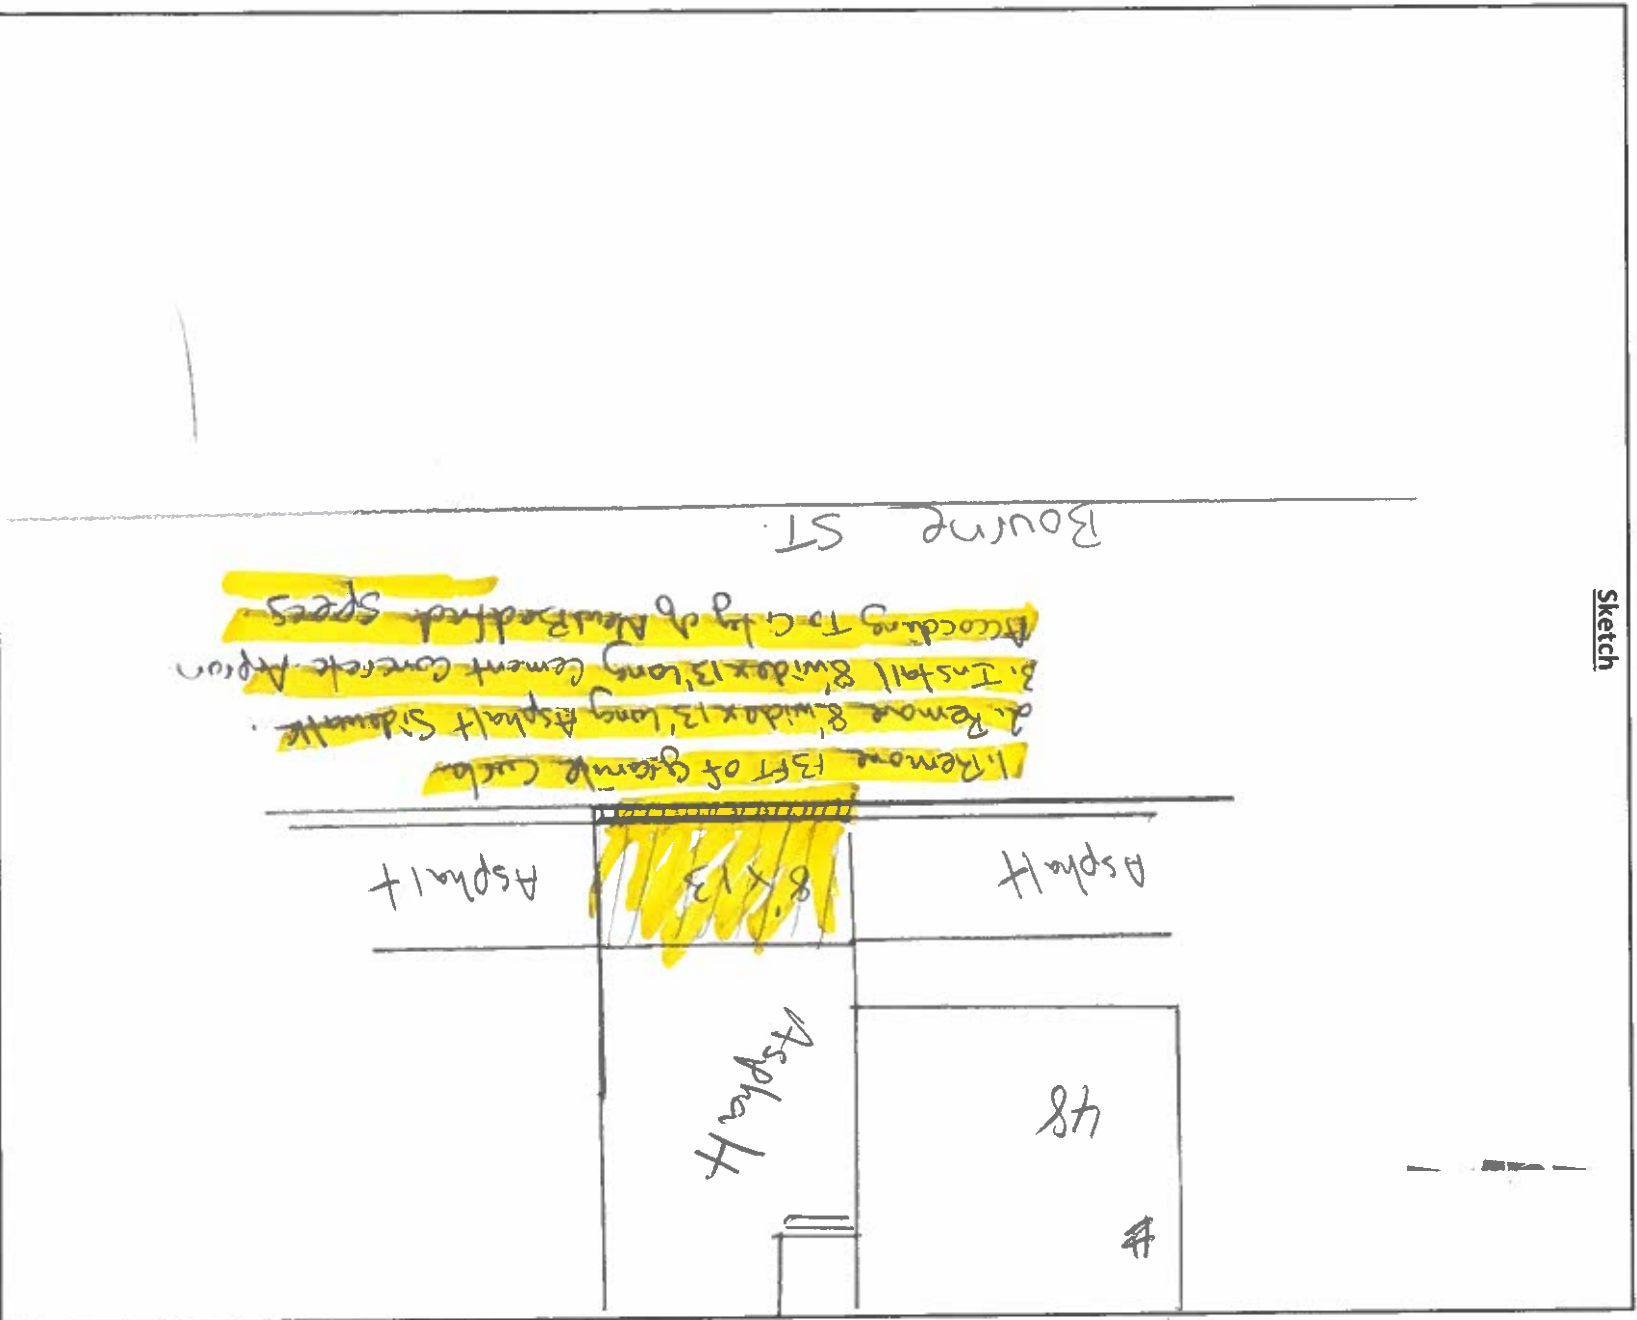 Sketch
#
48
Asphalt
Asphalt
8' x 13
Asphalt
1. Remove 13 FT of granite Curb
2. Remove 8' wide x 13' long Asphalt Sidewalk.
3. Install 8' wide x 13' long Cement Concrete Apron
According To City of New Bedford specs
Bourne ST.